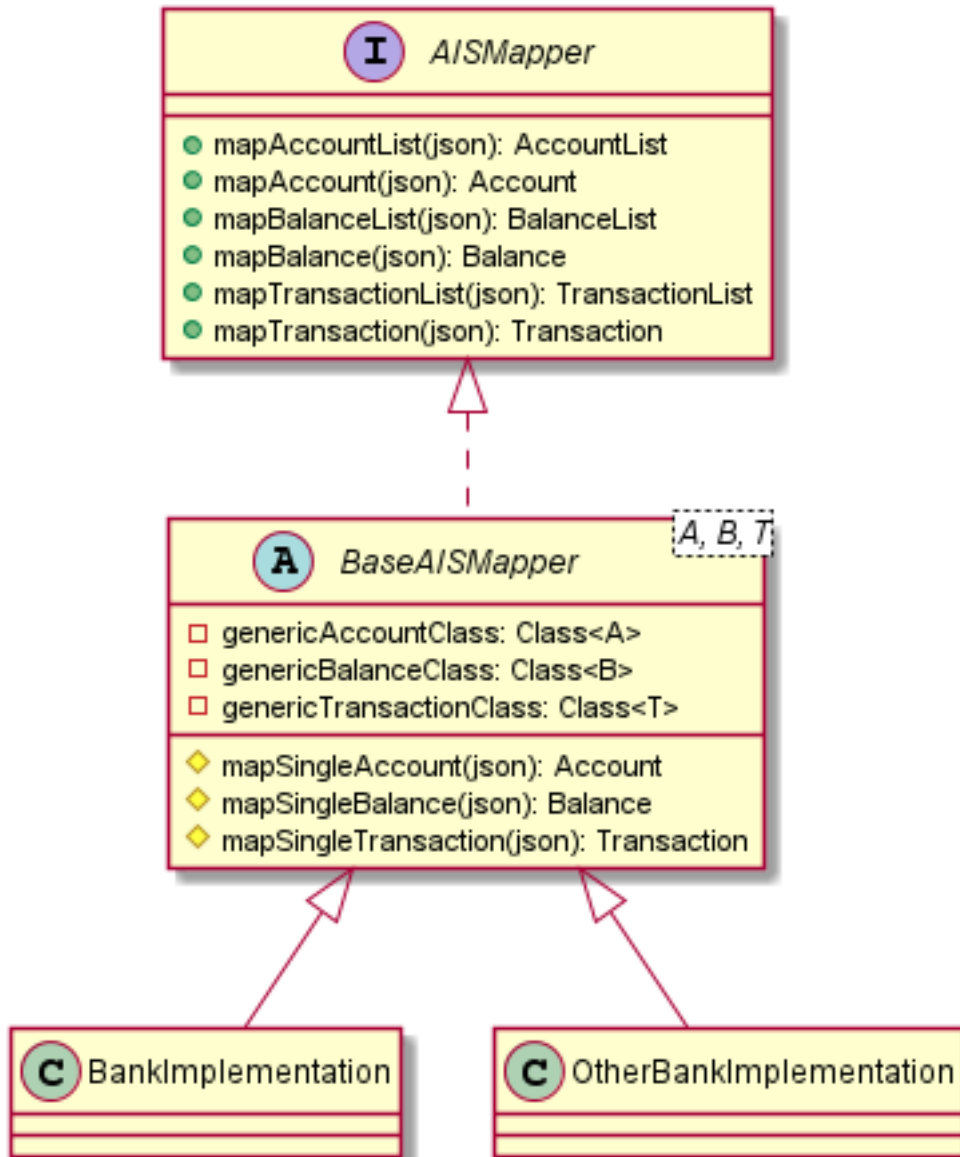 I AISMapper
mapAccountList(json): AccountList
mapAccount(json): Account
mapBalanceList(json): BalanceList
mapBalance(json): Balance
mapTransactionList(json): TransactionList
mapTransaction(json): Transaction
A, B, T
A BaseAISMapper
genericAccountClass: Class<A>
genericBalanceClass: Class<B>
genericTransactionClass: Class<T>
mapSingleAccount(json): Account
mapSingleBalance(json): Balance
mapSingleTransaction(json): Transaction
C BankImplementation
C OtherBankImplementation